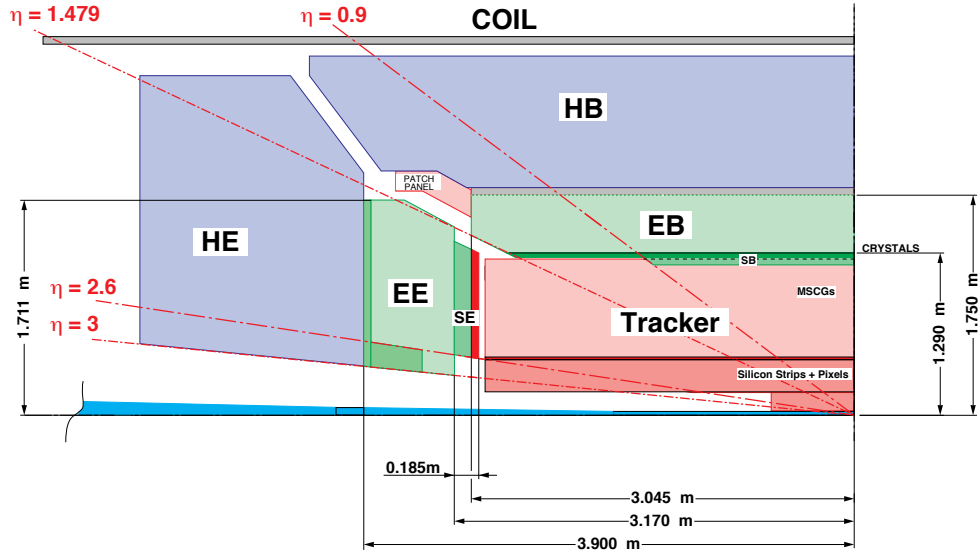 η = 1.479
η = 0.9
COIL
HB
PATCH
PANEL
HE
EB
CRYSTALS
SB
η = 2.6
EE
MSCGs
1.711 m
SE
Tracker
1.290 m
1.750 m
η = 3
Silicon Strips + Pixels
0.185m
3.045 m
3.170 m
3.900 m